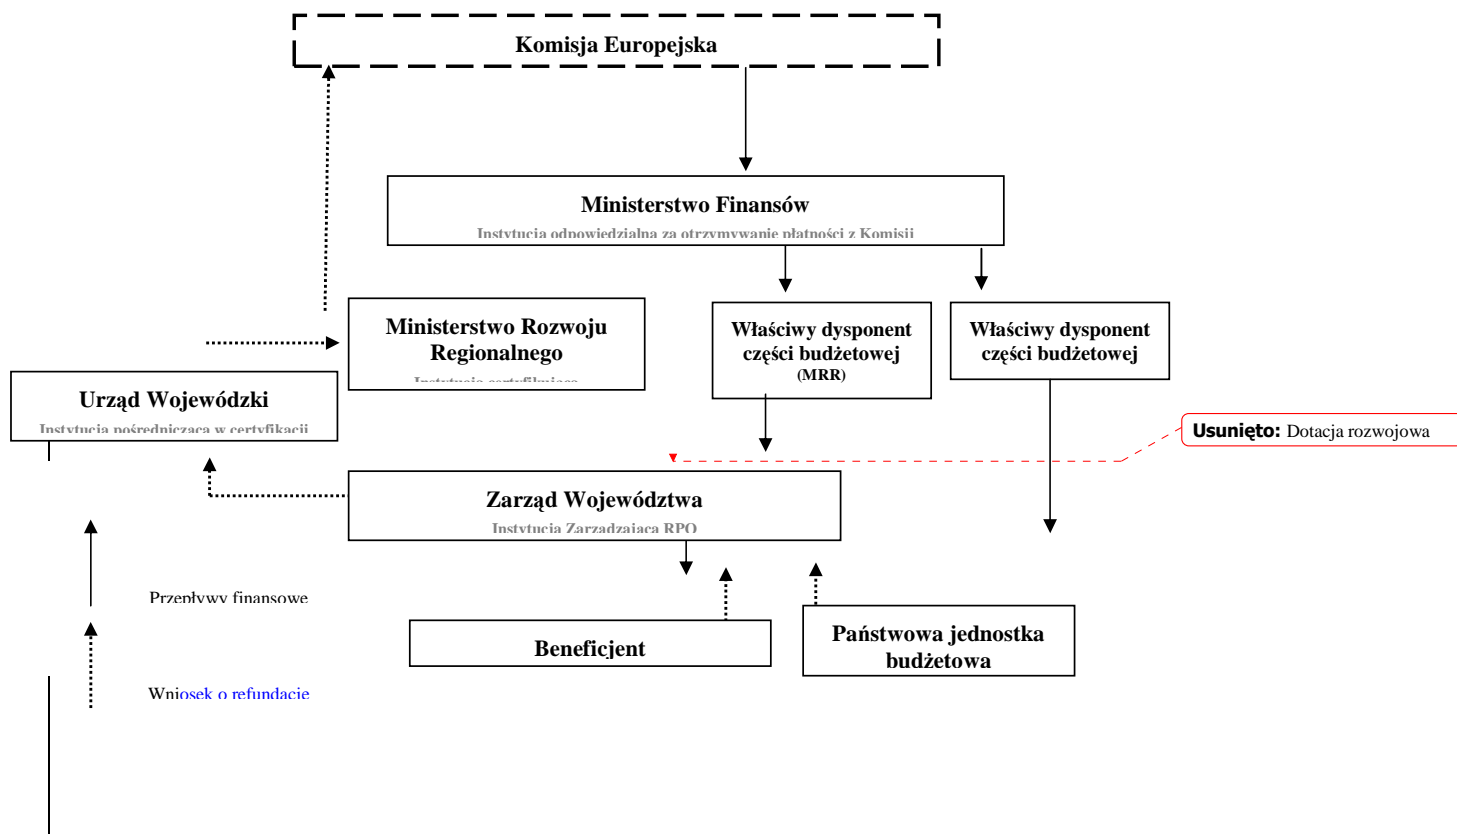 Komisja Europejska
Ministerstwo Finansów
Instytucja odpowiedzialna za otrzymywanie płatności z Komisji
Ministerstwo Rozwoju
Regionalnego
Instytucja certyfikująca
Właściwy dysponent
części budżetowej
(MRR)
Właściwy dysponent
części budżetowej
Urząd Wojewódzki
Instytucja pośrednicząca w certyfikacji
Usunięto: Dotacja rozwojowa
Zarząd Województwa
Instytucja Zarządzająca RPO
Przepływy finansowe
Beneficjent
Państwowa jednostka
budżetowa
Wniosek o refundację